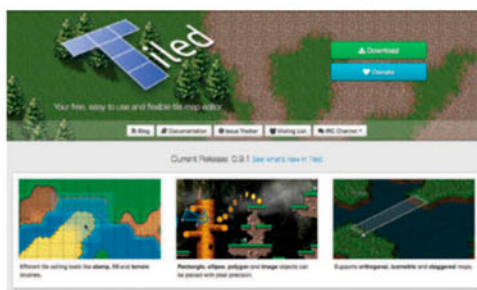 Tiled
Download
Donate
Your free, easy to use and flexible tile map editor.
Blog Documentation Issue Tracker Mailing List IRC Channel
Current Release: 0.9.1 See what's new in Tiled
Efficient tile editing tools like stamp, fill and terrain
brushes.
Rectangle, ellipse, polygon and image objects can
be placed with pixel precision.
Supports orthogonal, isometric and staggered maps.